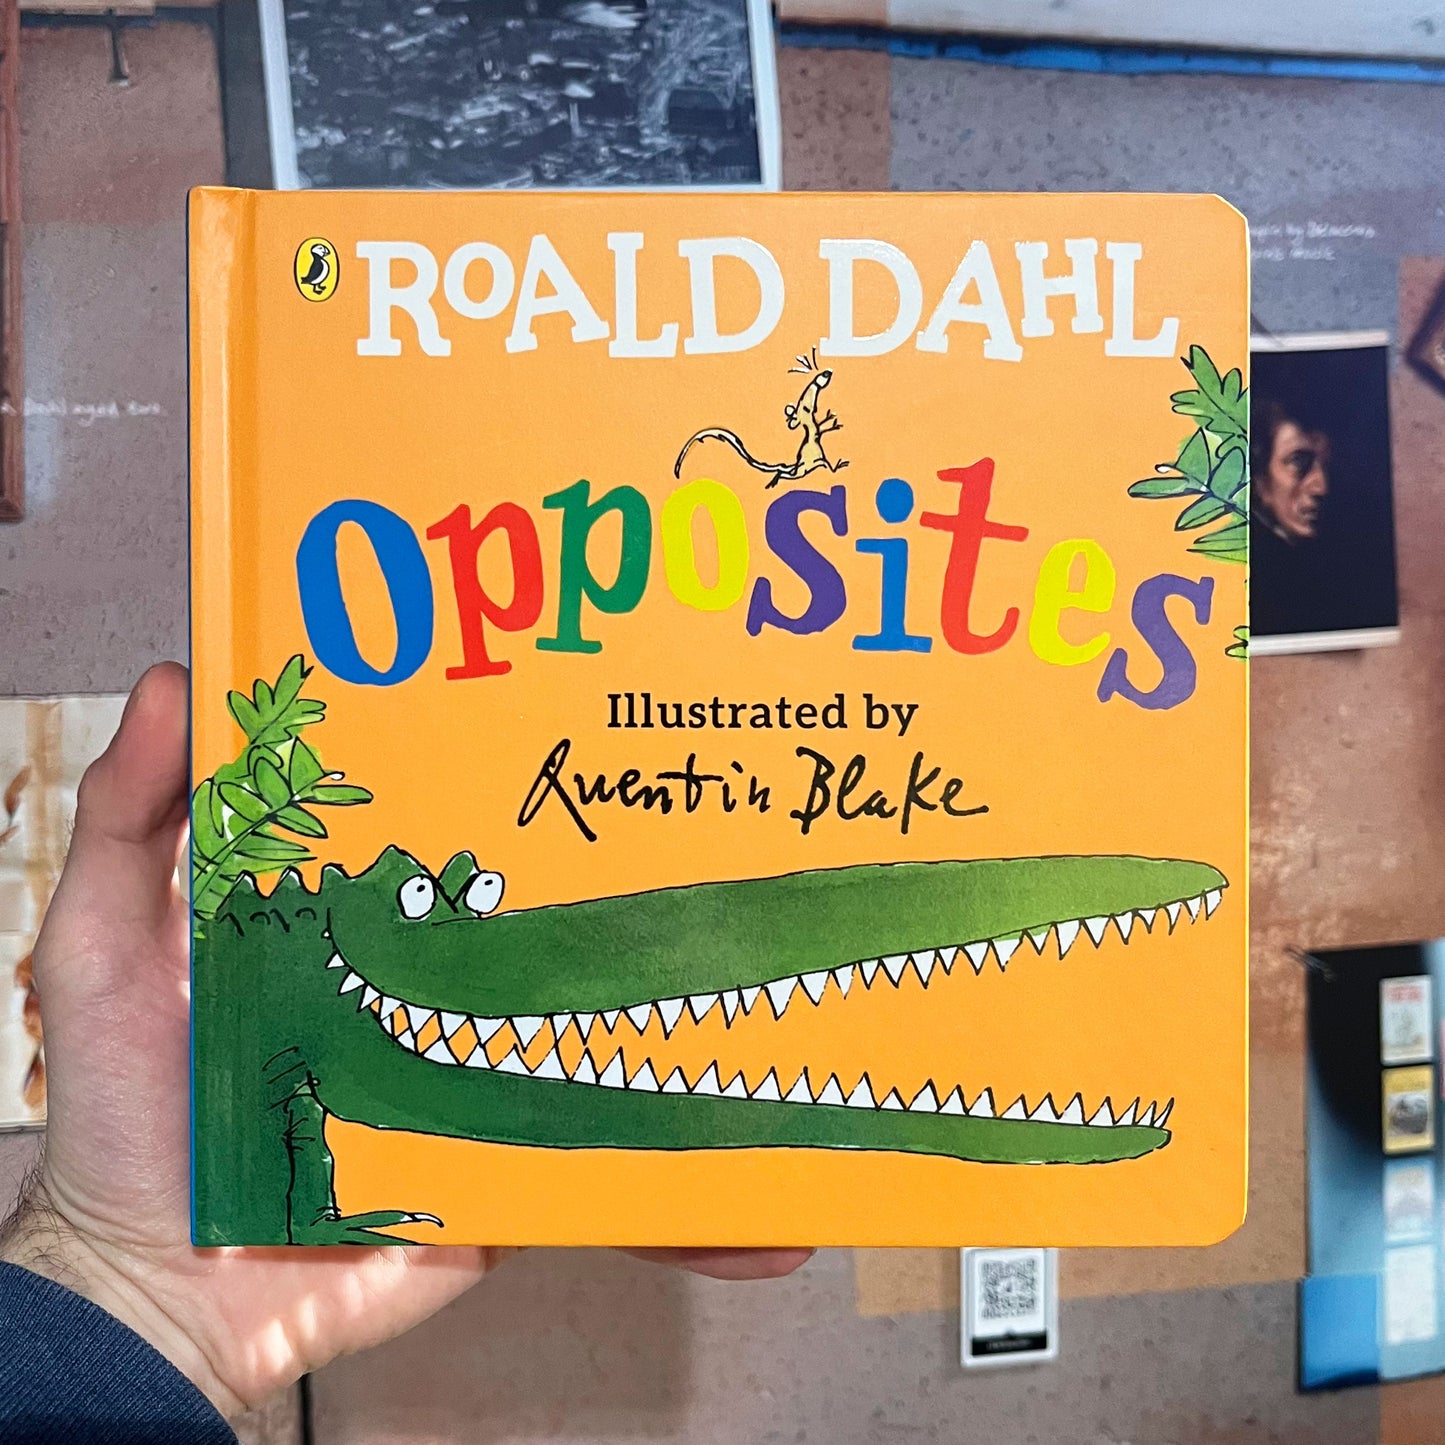 ROALD DAHL
Opposites
Illustrated by
Quentin Blake